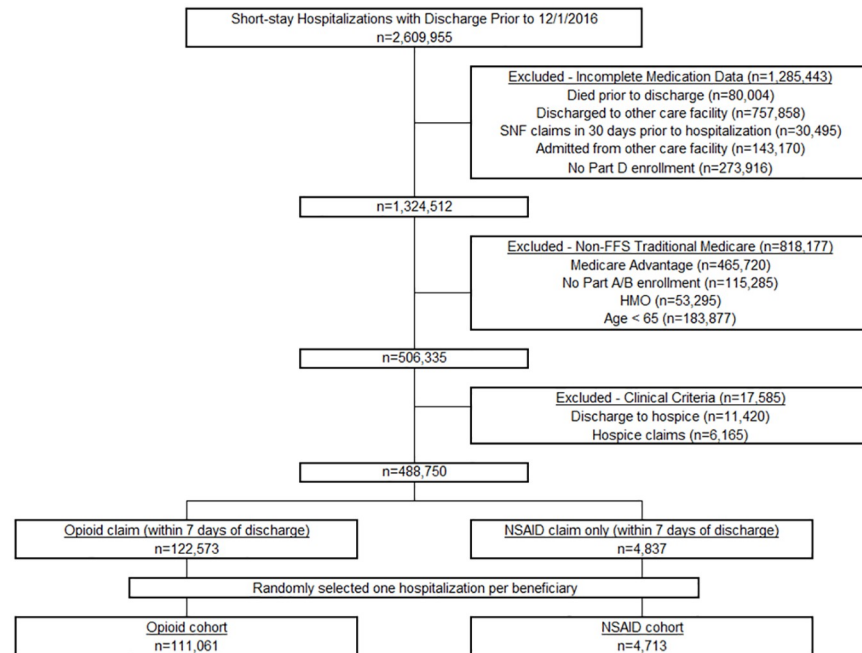 Short-stay Hospitalizations with Discharge Prior to 12/1/2016
n=2,609,955
Excluded - Incomplete Medication Data (n=1,285,443)
Died prior to discharge (n=80,004)
Discharged to other care facility (n=757,858)
SNF claims in 30 days prior to hospitalization (n=30,495)
Admitted from other care facility (n=143,170)
No Part D enrollment (n=273,916)
n=1,324,512
Excluded - Non-FFS Traditional Medicare (n=818,177)
Medicare Advantage (n=465,720)
No Part A/B enrollment (n=115,285)
HMO (n=53,295)
Age < 65 (n=183,877)
n=506,335
Excluded - Clinical Criteria (n=17,585)
Discharge to hospice (n=11,420)
Hospice claims (n=6,165)
n=488,750
Opioid claim (within 7 days of discharge)
n=122,573
NSAID claim only (within 7 days of discharge)
n=4,837
Randomly selected one hospitalization per beneficiary
Opioid cohort
n=111,061
NSAID cohort
n=4,713